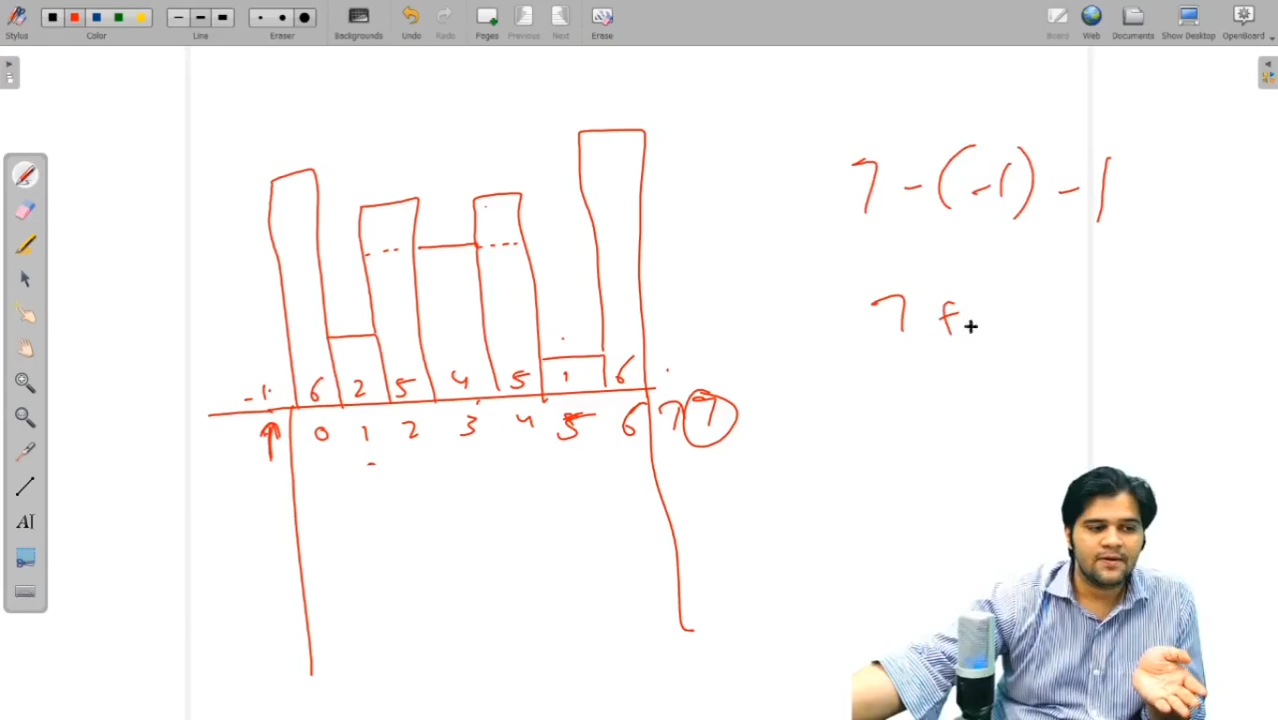 Stylus Color Line Eraser Backgrounds Undo Redo Pages Previous Next Erase Board Web Documents Show Desktop OpenBoard
7 - (-1) - 1
7 f
-1 6 2 5 4 5 1 6
0 1 2 3 4 5 6 7 7
AI